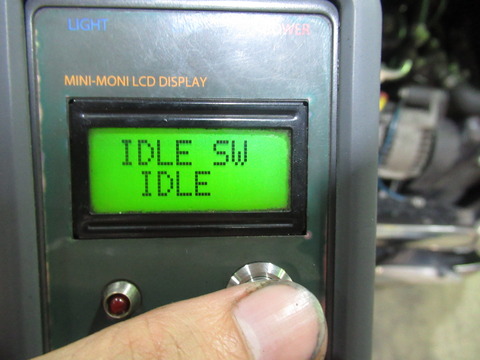 LIGHT
POWER
MINI-MONI LCD DISPLAY
IDLE SW
IDLE